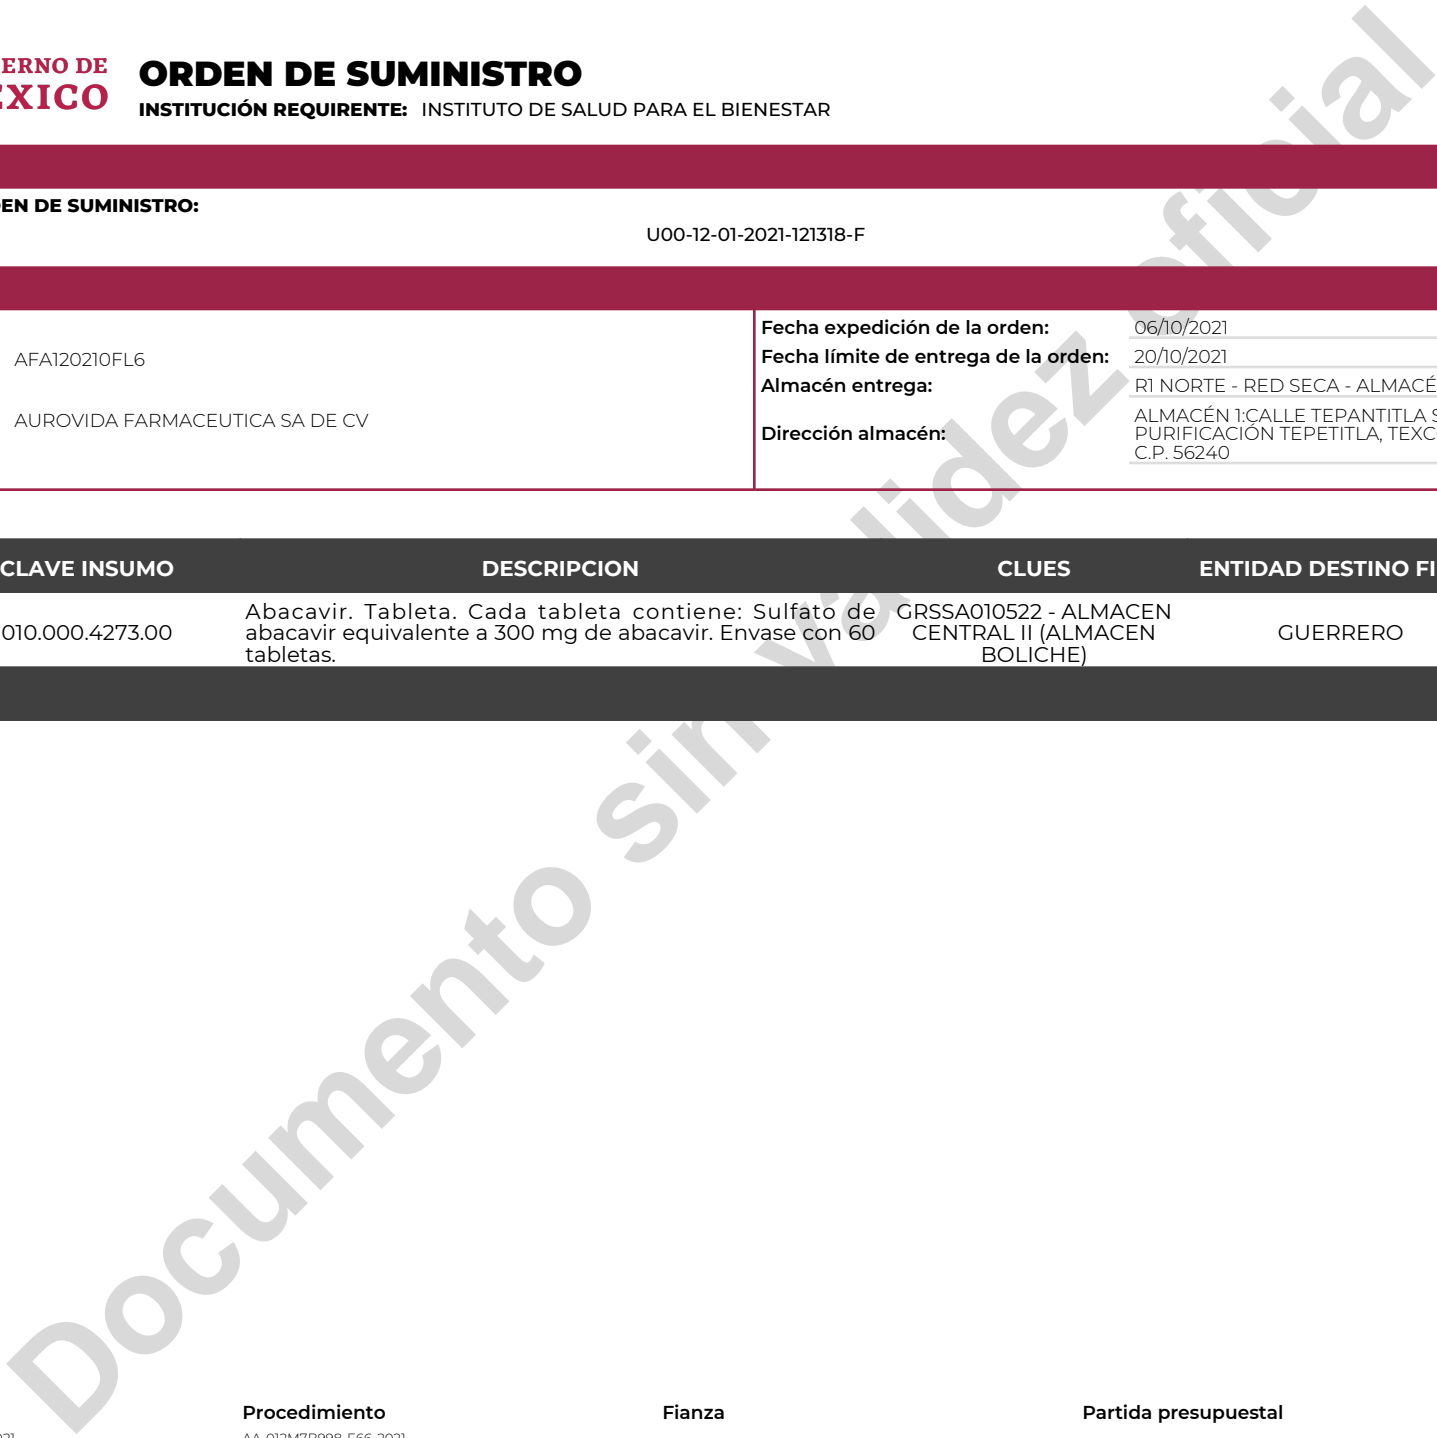 ERNO DE
EXICO
ORDEN DE SUMINISTRO
INSTITUCIÓN REQUIRENTE: INSTITUTO DE SALUD PARA EL BIENESTAR
EN DE SUMINISTRO:
U00-12-01-2021-121318-F
AFA120210FL6
AUROVIDA FARMACEUTICA SA DE CV
Fecha expedición de la orden: 06/10/2021
Fecha límite de entrega de la orden: 20/10/2021
Almacén entrega: R1 NORTE - RED SECA - ALMACÉ
Dirección almacén:
ALMACÉN 1:CALLE TEPANTITLA S
PURIFICACIÓN TEPETITLA, TEXC
C.P. 56240
CLAVE INSUMO DESCRIPCION CLUES ENTIDAD DESTINO FI
010.000.4273.00
Abacavir. Tableta. Cada tableta contiene: Sulfato de
abacavir equivalente a 300 mg de abacavir. Envase con 60
tabletas.
GRSSA010522 - ALMACEN
CENTRAL II (ALMACEN
BOLICHE)
GUERRERO
Documento sin validez oficial
Procedimiento Fianza Partida presupuestal